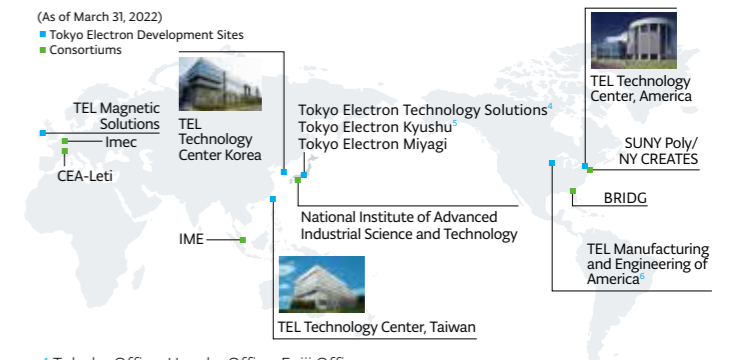 (As of March 31, 2022)
Tokyo Electron Development Sites
Consortiums
TEL Magnetic
Solutions
Imec
CEA-Leti
TEL
Technology
Center Korea
Tokyo Electron Technology Solutions4
Tokyo Electron Kyushu5
Tokyo Electron Miyagi
National Institute of Advanced
Industrial Science and Technology
IME
TEL Technology Center, Taiwan
TEL Technology
Center, America
SUNY Poly/
NY CREATES
BRIDG
TEL Manufacturing
and Engineering of
America6